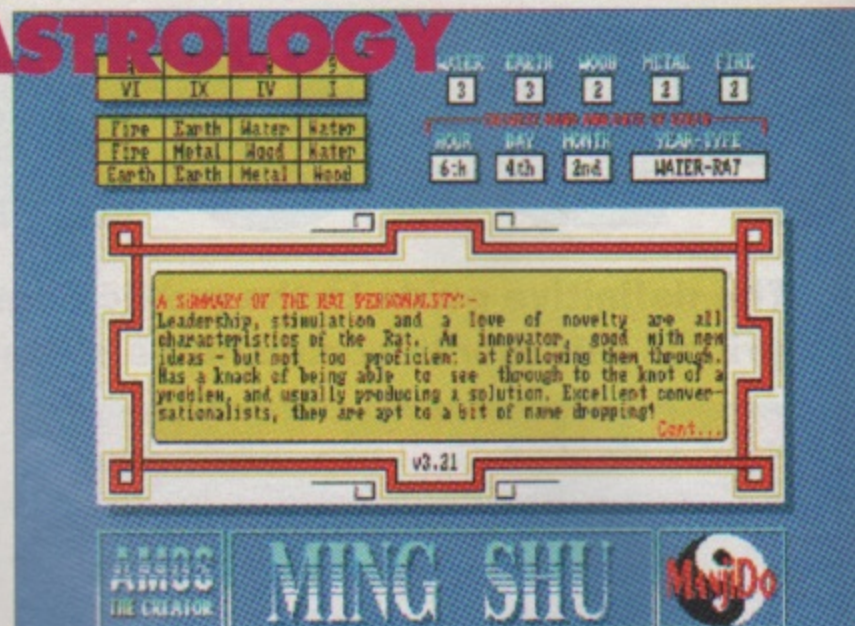 ASTROLOGY
WATER EARTH WOOD METAL FIRE
3 3 2 2 2
VI IX IV I
Fire Earth Water Water
Fire Metal Wood Water
Earth Earth Metal Wood
HOUR DAY MONTH YEAR-TYPE
6th 4th 2nd WATER-RAT
A SUMMARY OF THE RAT PERSONALITY:-
Leadership, stimulation and a love of novelty are all
characteristics of the Rat. An innovator, good with new
ideas - but not too proficient at following them through.
Has a knack of being able to see through to the knot of a
problem, and usually producing a solution. Excellent conver-
sationalists, they are apt to a bit of name dropping!
Cont...
v3.21
AMOS
THE CREATOR
MING SHU
ManjiDo